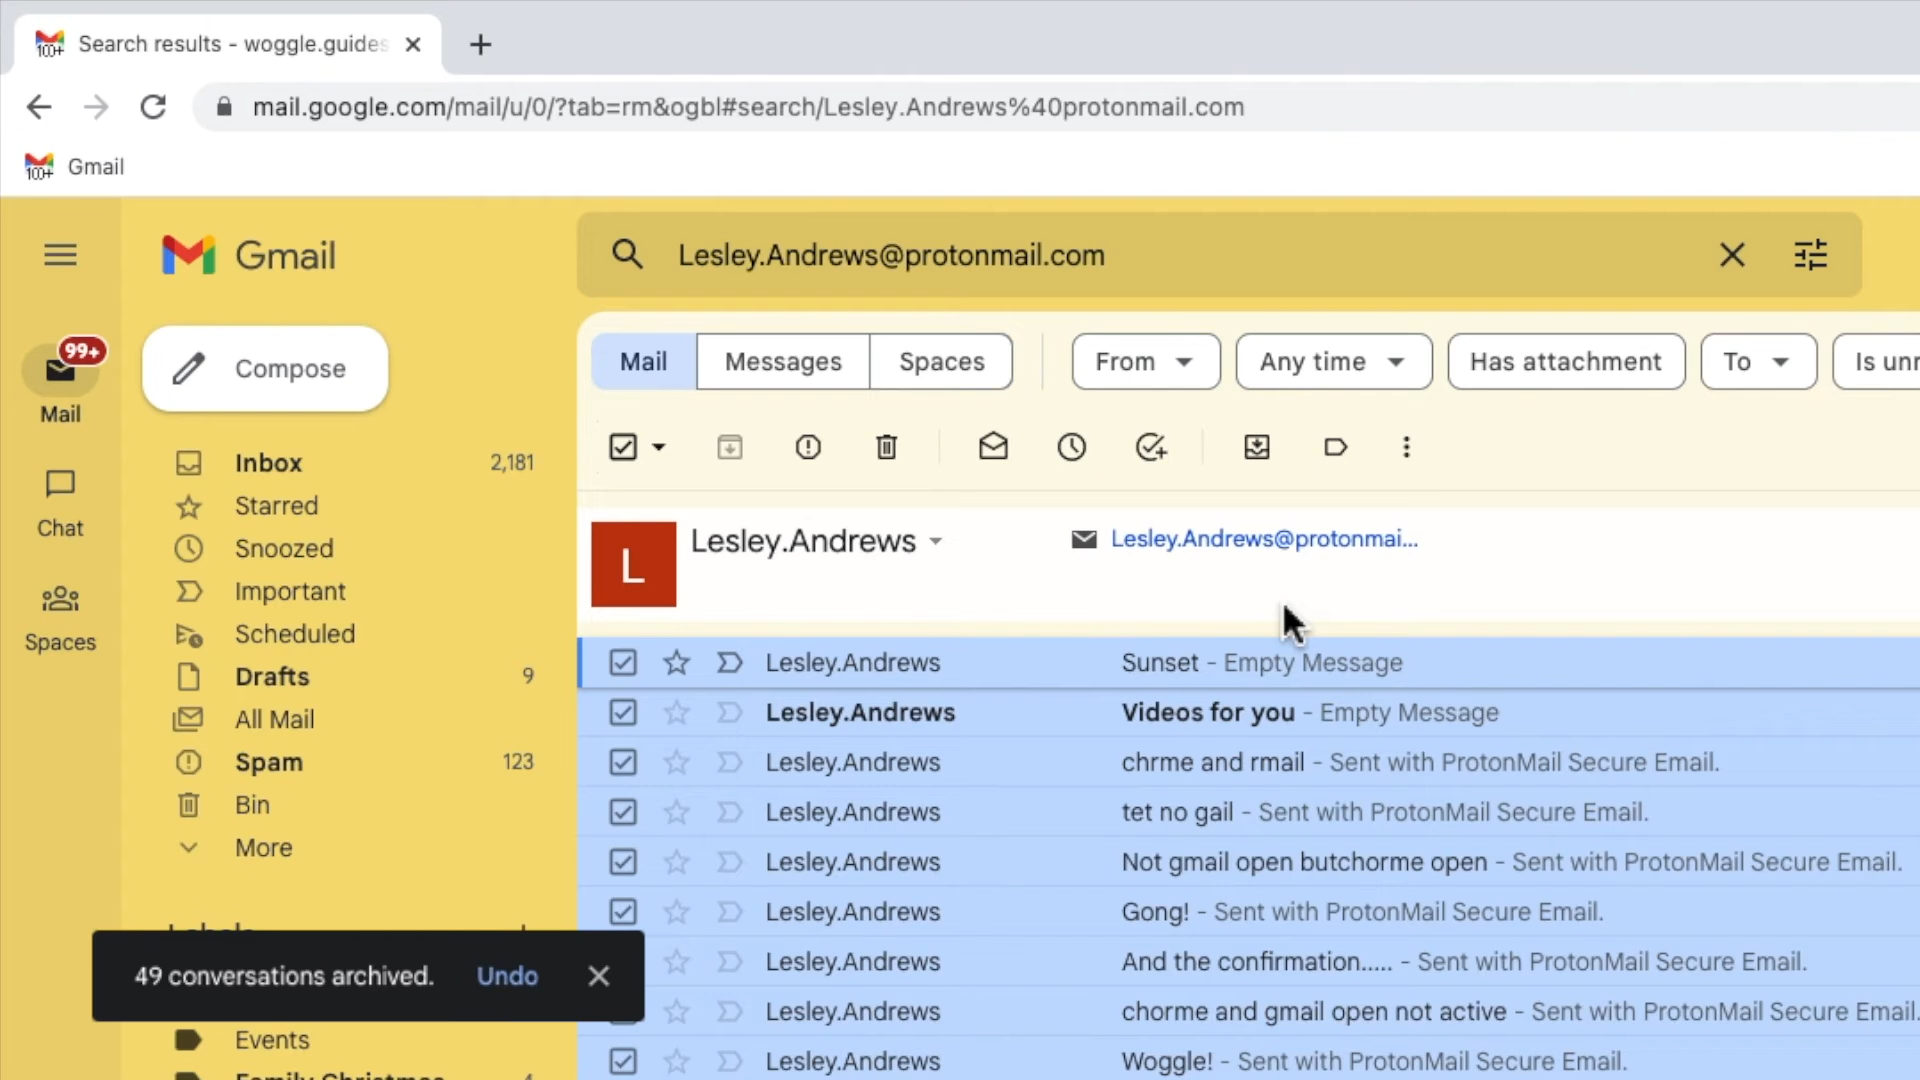 Search results - woggle.guides
mail.google.com/mail/u/0/?tab=rm&ogbl#search/Lesley.Andrews%40protonmail.com
100+ Gmail
Gmail
Lesley.Andrews@protonmail.com
99+
Mail
Chat
Spaces
Compose
Inbox 2,181
Starred
Snoozed
Important
Scheduled
Drafts 9
All Mail
Spam 123
Bin
More
Labels
Events
Family Christmas 4
Mail Messages Spaces From Any time Has attachment To Is unr
L Lesley.Andrews Lesley.Andrews@protonmai...
Lesley.Andrews Sunset - Empty Message
Lesley.Andrews Videos for you - Empty Message
Lesley.Andrews chrme and rmail - Sent with ProtonMail Secure Email.
Lesley.Andrews tet no gail - Sent with ProtonMail Secure Email.
Lesley.Andrews Not gmail open butchorme open - Sent with ProtonMail Secure Email.
Lesley.Andrews Gong! - Sent with ProtonMail Secure Email.
Lesley.Andrews And the confirmation..... - Sent with ProtonMail Secure Email.
Lesley.Andrews chorme and gmail open not active - Sent with ProtonMail Secure Email.
Lesley.Andrews Woggle! - Sent with ProtonMail Secure Email.
49 conversations archived. Undo